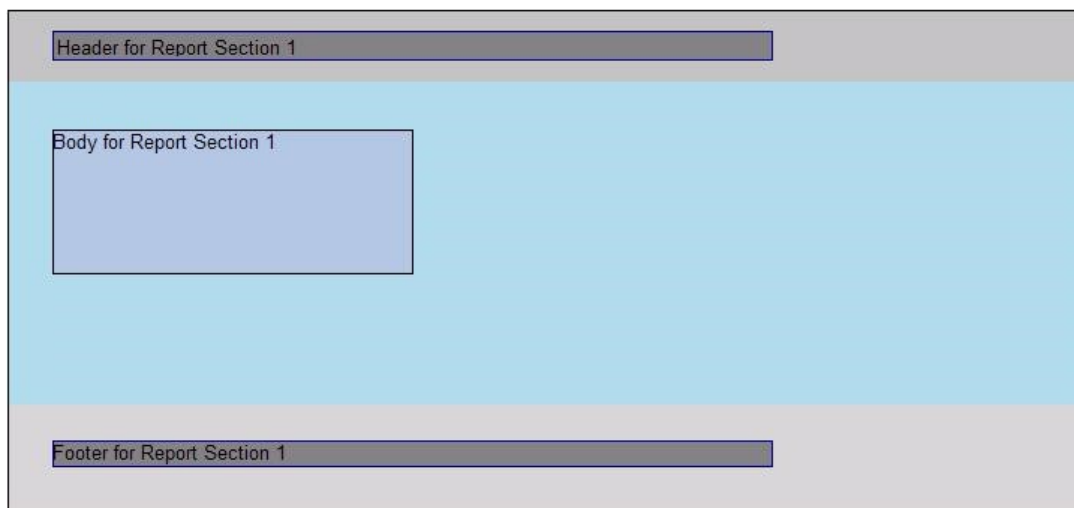 Header for Report Section 1
Body for Report Section 1
Footer for Report Section 1